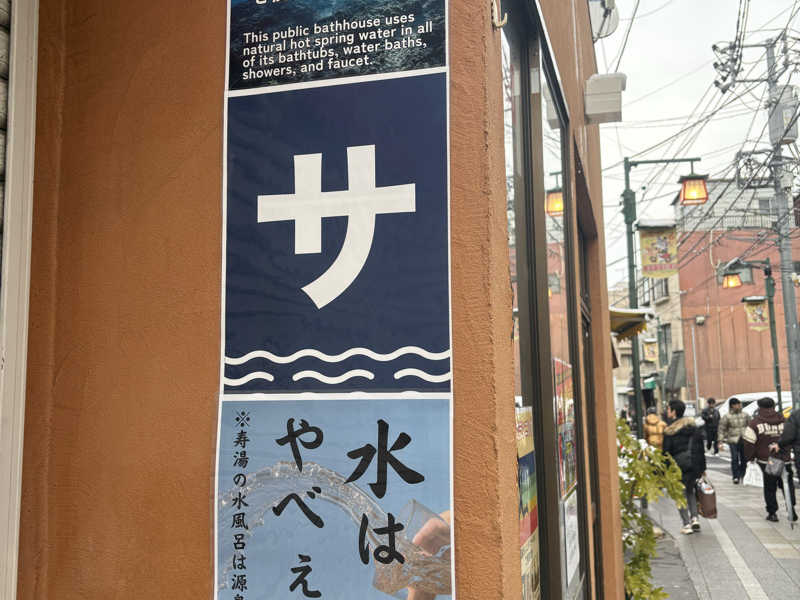 This public bathhouse uses
natural hot spring water in all
of its bathtubs, water baths,
showers, and faucet.
サ
水は
やべえ
※寿湯の水風呂は源泉